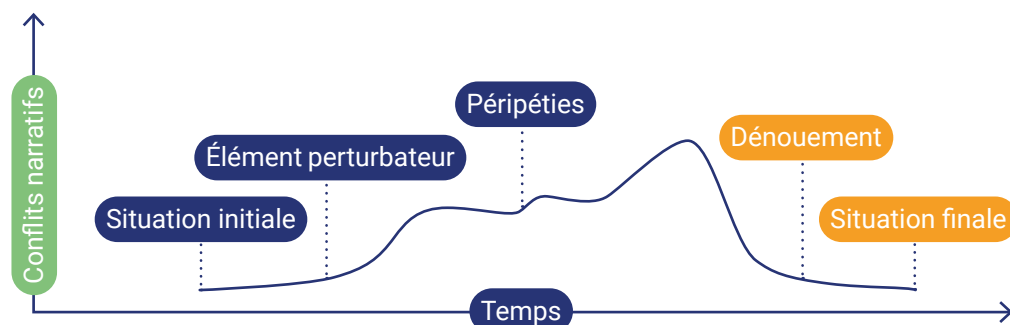 Conflits narratifs
Situation initiale
Élément perturbateur
Péripéties
Dénouement
Situation finale
Temps